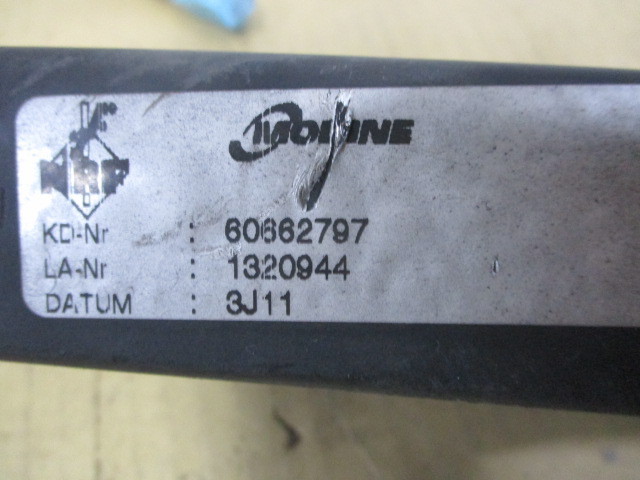 MODINE
KD-Nr : 60662797
LA-Nr : 1320944
DATUM : 3J11